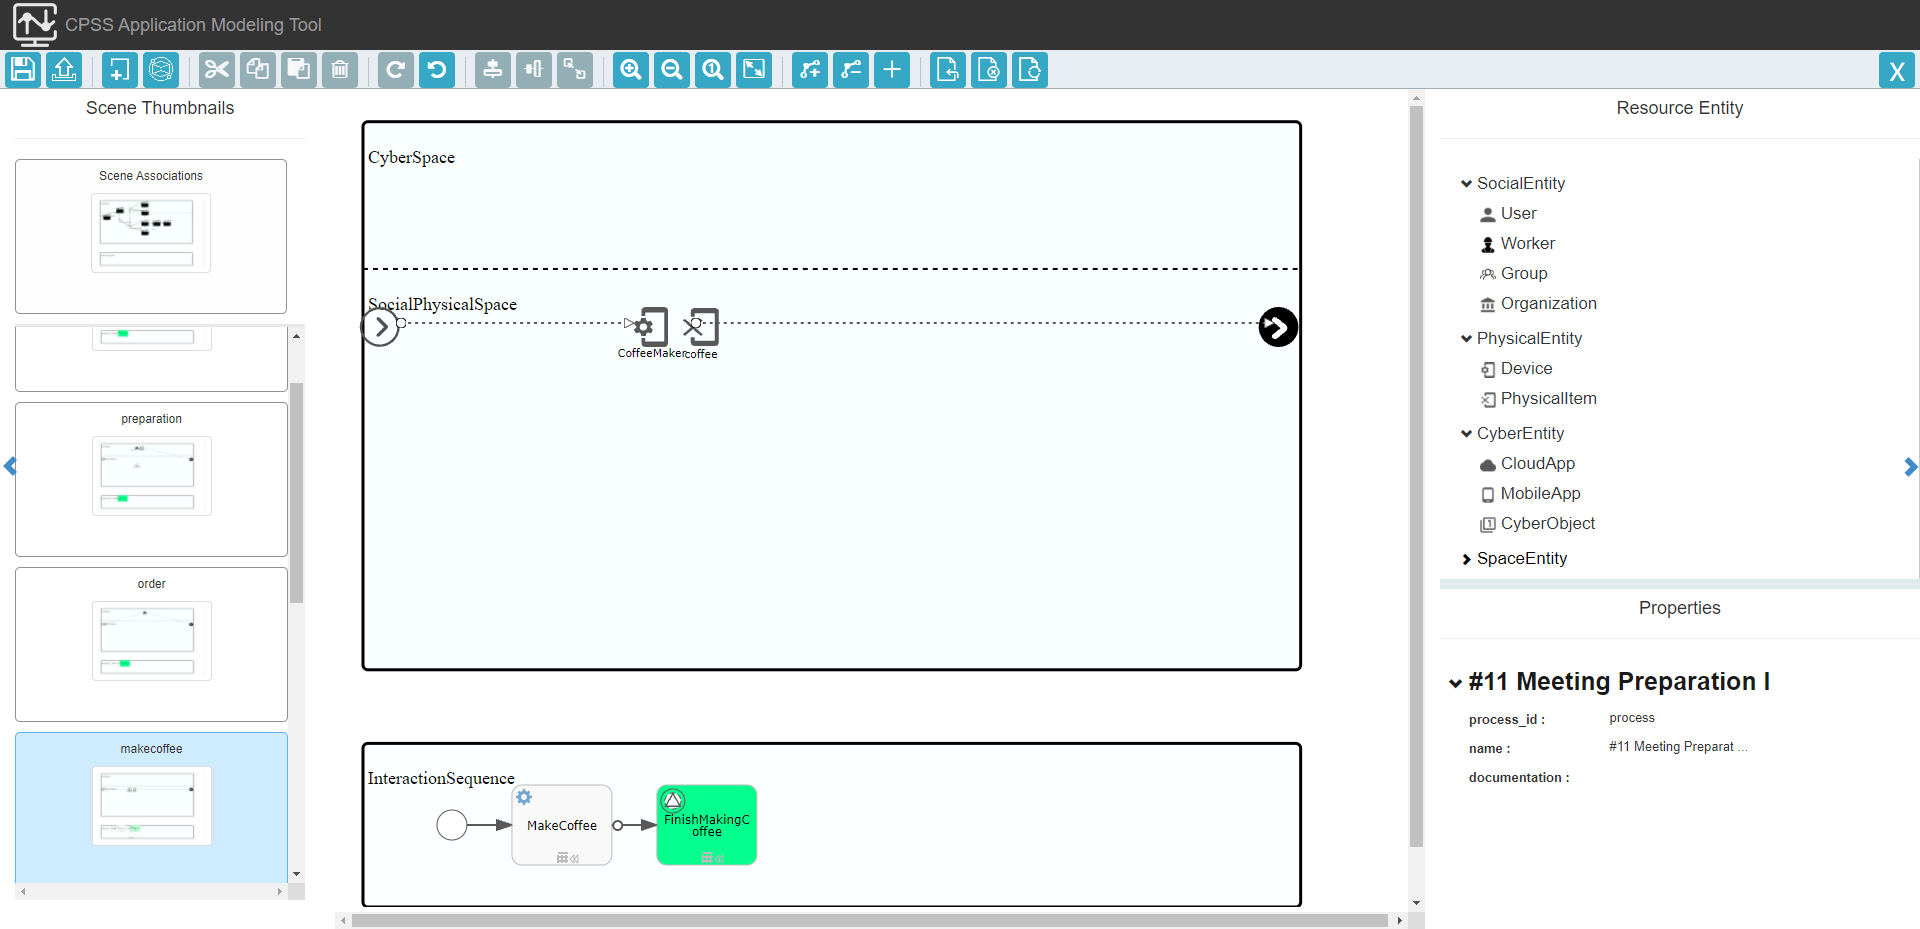 CPSS Application Modeling Tool
X
Scene Thumbnails
Scene Associations
preparation
order
makecoffee
CyberSpace
SocialPhysicalSpace
CoffeeMaker
coffee
InteractionSequence
MakeCoffee
FinishMakingC
offee
Resource Entity
SocialEntity
User
Worker
Group
Organization
PhysicalEntity
Device
PhysicalItem
CyberEntity
CloudApp
MobileApp
CyberObject
SpaceEntity
Properties
#11 Meeting Preparation I
process_id :
process
name :
#11 Meeting Preparat ...
documentation :